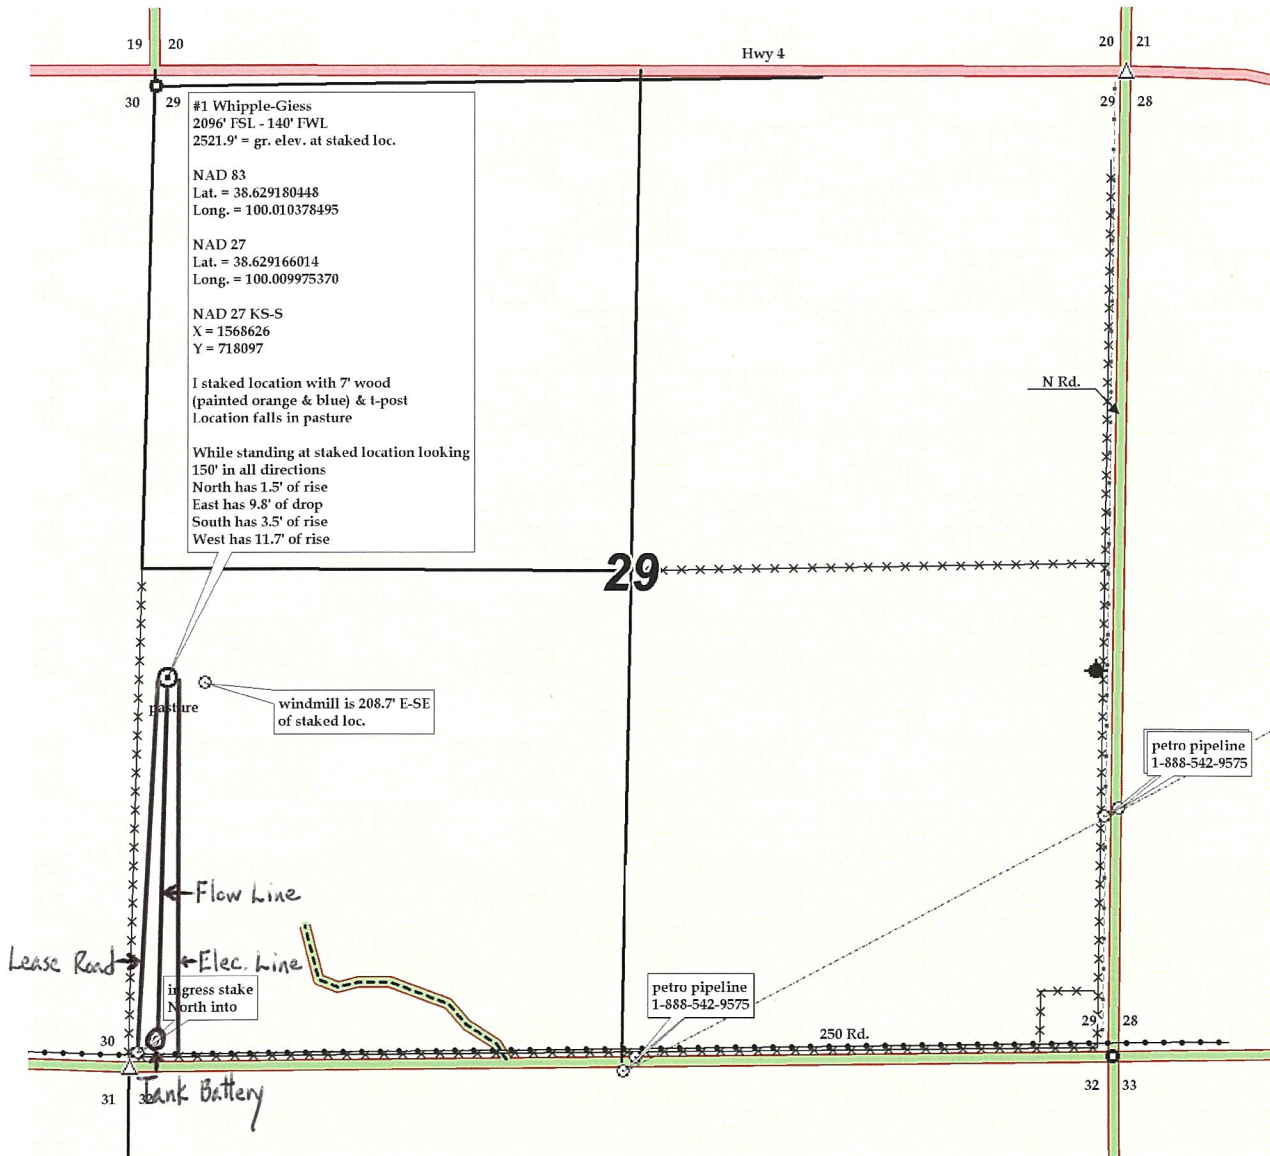 19 20
20 21
Hwy 4
30 29
29 28
#1 Whipple-Giess
2096' FSL - 140' FWL
2521.9' = gr. elev. at staked loc.
NAD 83
Lat. = 38.629180448
Long. = 100.010378495
NAD 27
Lat. = 38.629166014
Long. = 100.009975370
NAD 27 KS-S
X = 1568626
Y = 718097
I staked location with 7' wood
(painted orange & blue) & t-post
Location falls in pasture
While standing at staked location looking
150' in all directions
North has 1.5' of rise
East has 9.8' of drop
South has 3.5' of rise
West has 11.7' of rise
N Rd.
29
pasture
windmill is 208.7' E-SE
of staked loc.
petro pipeline
1-888-542-9575
Flow Line
Lease Road
Elec. Line
ingress stake
North into
petro pipeline
1-888-542-9575
30
250 Rd.
29 28
31 32
Tank Battery
32 33